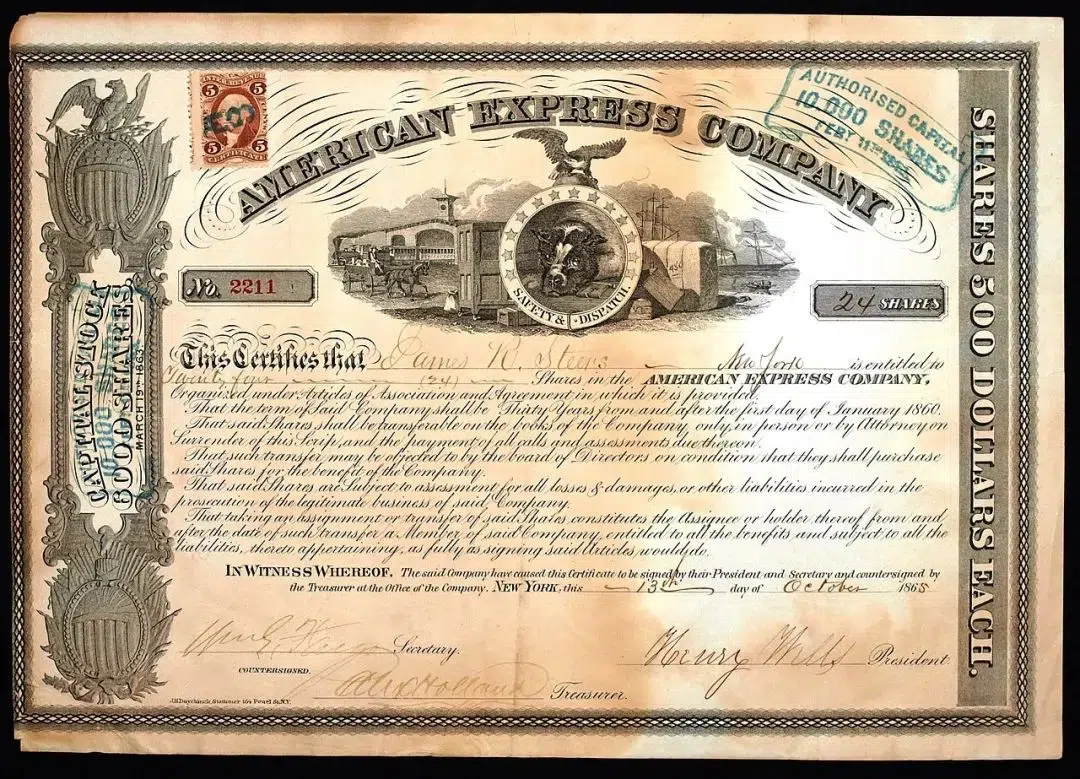 INTER. REVENUE
5 5
5 5
CERTIFICATE
AUTHORISED CAPITAL
10.000 SHARES
FEBY 11TH 1865
AMERICAN EXPRESS COMPANY
SAFETY & DISPATCH.
No. 2211
24 SHARES
This Certifies that James R. Steers New York is entitled to
Twenty four (24) Shares in the AMERICAN EXPRESS COMPANY,
Organized under Articles of Association and Agreement in which it is provided:
That the term of Said Company shall be Thirty Years from and after the first day of January 1860.
That said Shares shall be transferable on the books of the Company, only, in person or by Attorney on
Surrender of this Scrip, and the payment of all calls and assessments due thereon.
That such transfer may be objected to by the board of Directors, on condition that they shall purchase
said Shares for the benefit of the Company.
That said Shares are Subject to assessment for all losses & damages, or other liabilities incurred in the
prosecution of the legitimate business of said Company.
That taking an assignment or transfer of said Shares constitutes the Assignee or holder thereof from and
after the date of such transfer a Member of said Company, entitled to all the benefits and subject to all the
liabilities, thereto appertaining, as fully as signing said Articles, would do.
IN WITNESS WHEREOF. The said Company have caused this Certificate to be signed by their President and Secretary and countersigned by
the Treasurer at the Office of the Company. NEW YORK, this 13th day of October 1865
Secretary.
Henry Wells President
COUNTERSIGNED.
Alex Holland Treasurer.
Stationer 164 Pearl St. N.Y.
CAPITAL STOCK
10.000 SHARES
6000 SHARES
MARCH 19TH 1863.
SHARES 500 DOLLARS EACH.